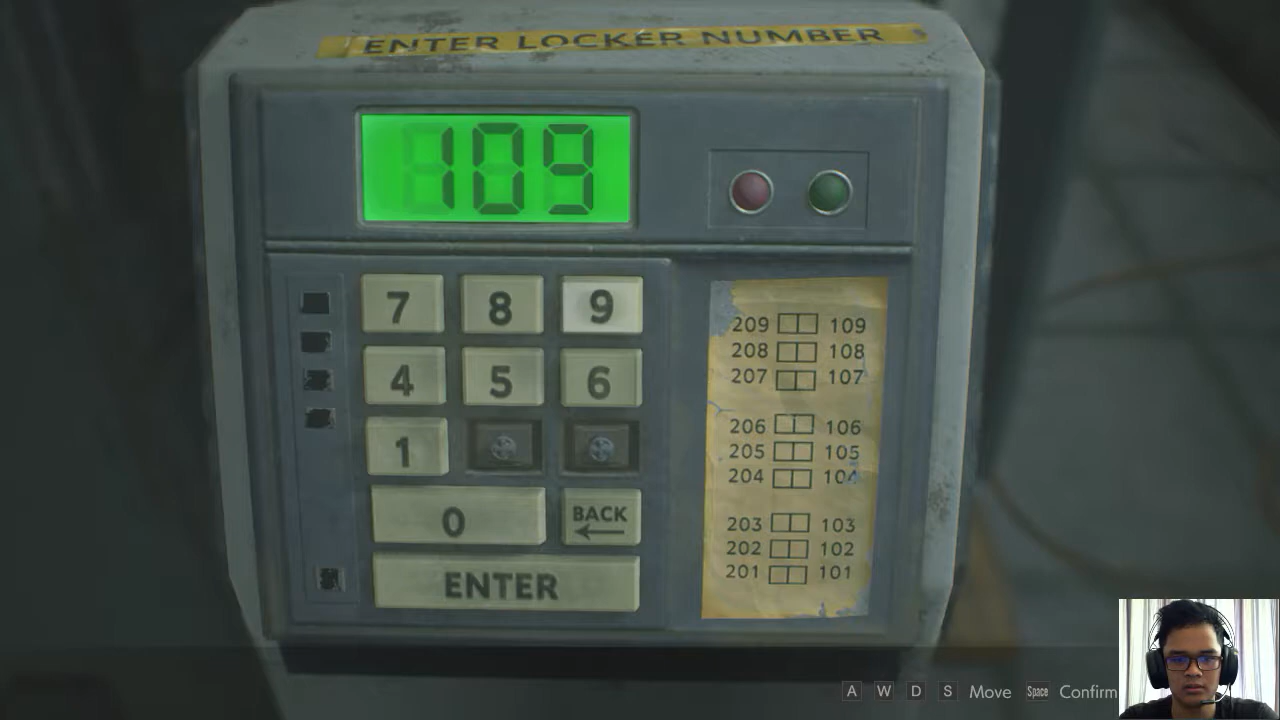 ENTER LOCKER NUMBER
109
7 8 9
4 5 6
1
0 BACK
ENTER
209 109
208 108
207 107
206 106
205 105
204 104
203 103
202 102
201 101
A W D S Move Space Confirm